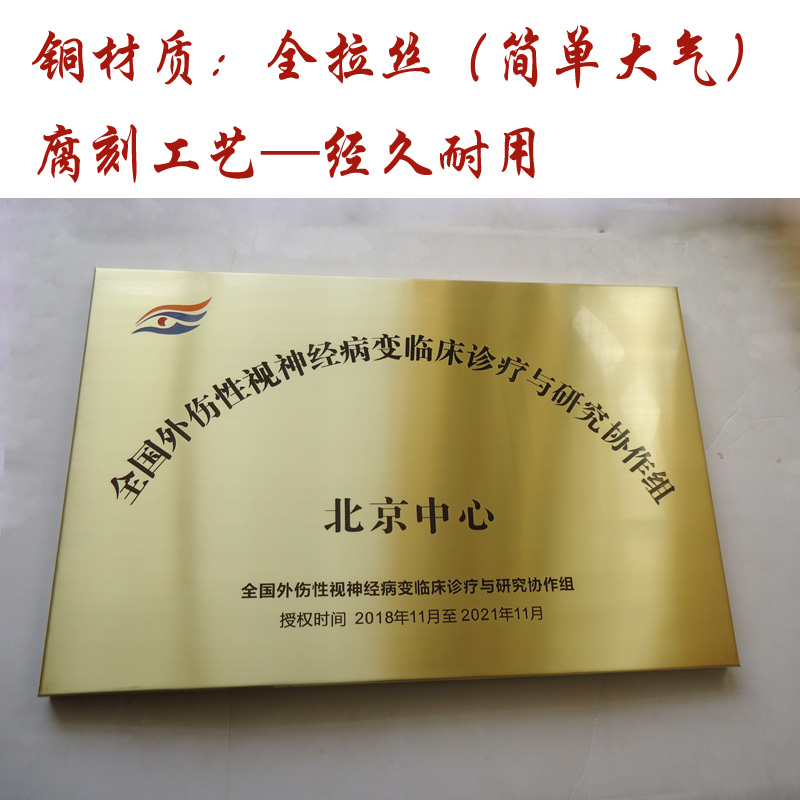 铜材质：全拉丝（简单大气）
腐刻工艺—经久耐用
全国外伤性视神经病变临床诊疗与研究协作组
北京中心
全国外伤性视神经病变临床诊疗与研究协作组
授权时间 2018年11月至2021年11月